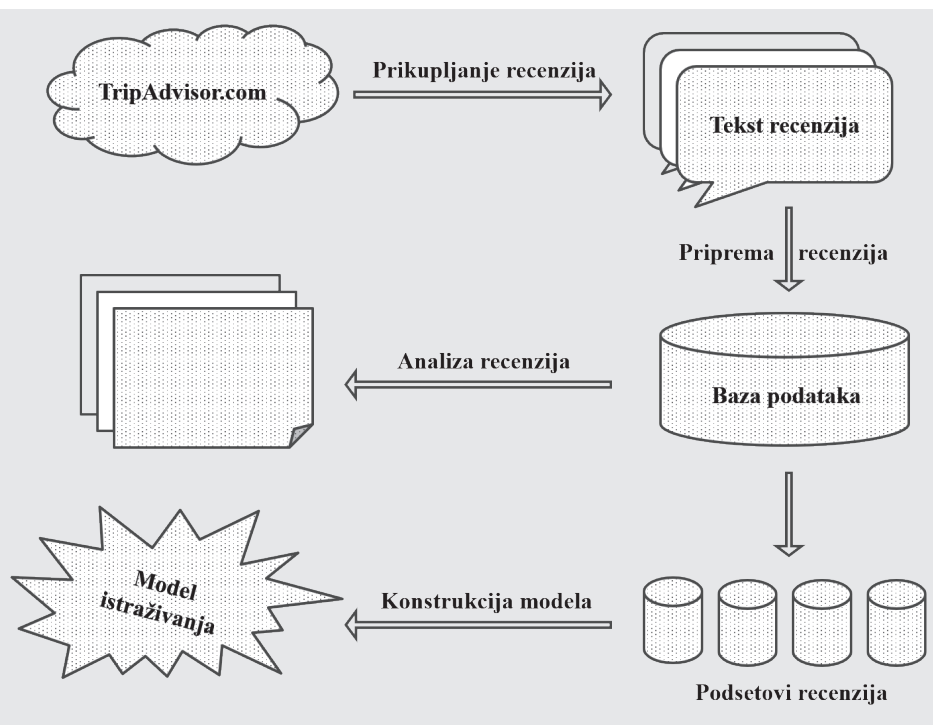 TripAdvisor.com
Prikupljanje recenzija
Tekst recenzija
Priprema recenzija
Analiza recenzija
Baza podataka
Model
istraživanja
Konstrukcija modela
Podsetovi recenzija